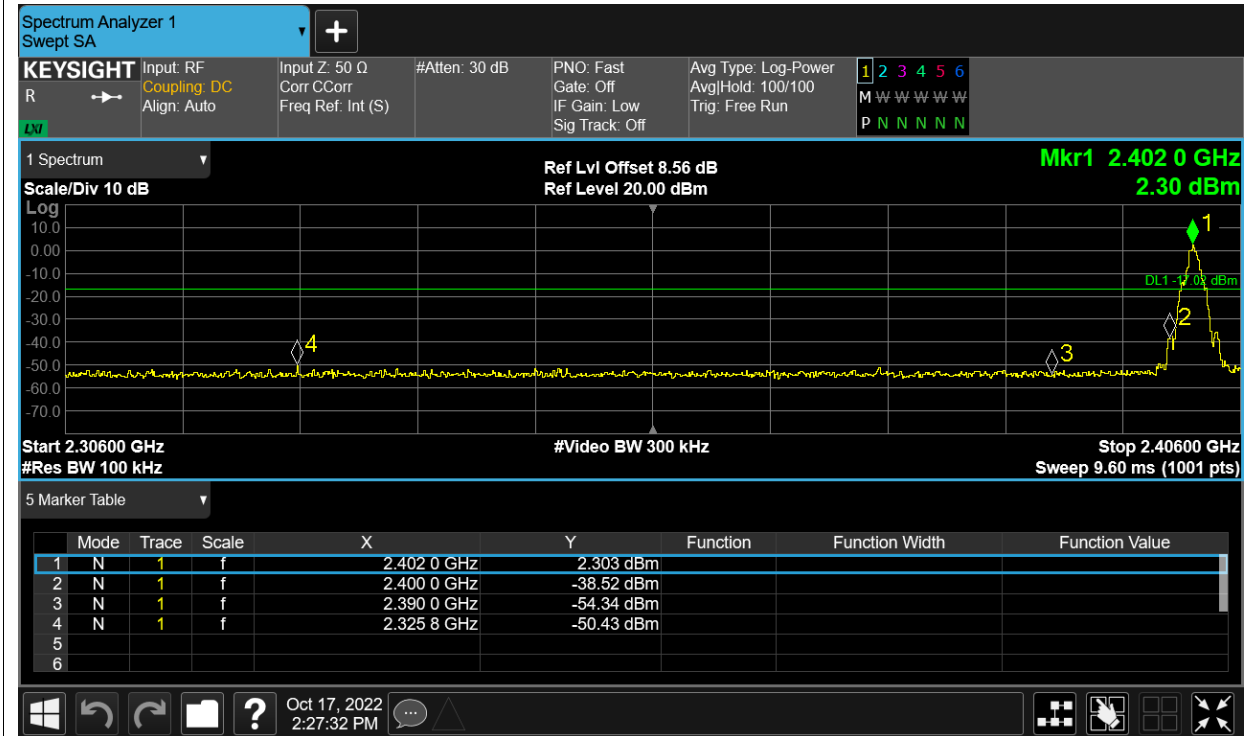 Spectrum Analyzer 1
Swept SA
+
KEYSIGHT
R
LXI
Input: RF
Coupling: DC
Align: Auto
Input Z: 50 Ω
Corr CCorr
Freq Ref: Int (S)
#Atten: 30 dB
PNO: Fast
Gate: Off
IF Gain: Low
Sig Track: Off
Avg Type: Log-Power
Avg|Hold: 100/100
Trig: Free Run
1 2 3 4 5 6
M W W W W W
P N N N N N
1 Spectrum
Scale/Div 10 dB
Ref Lvl Offset 8.56 dB
Ref Level 20.00 dBm
Mkr1 2.402 0 GHz
2.30 dBm
Log
10.0
0.00
-10.0
-20.0
-30.0
-40.0
-50.0
-60.0
-70.0
1
DL1 -17.02 dBm
2
4
3
Start 2.30600 GHz
#Video BW 300 kHz
Stop 2.40600 GHz
#Res BW 100 kHz
Sweep 9.60 ms (1001 pts)
5 Marker Table
Mode Trace Scale X Y Function Function Width Function Value
1 N 1 f 2.402 0 GHz 2.303 dBm
2 N 1 f 2.400 0 GHz -38.52 dBm
3 N 1 f 2.390 0 GHz -54.34 dBm
4 N 1 f 2.325 8 GHz -50.43 dBm
5
6
?
Oct 17, 2022
2:27:32 PM